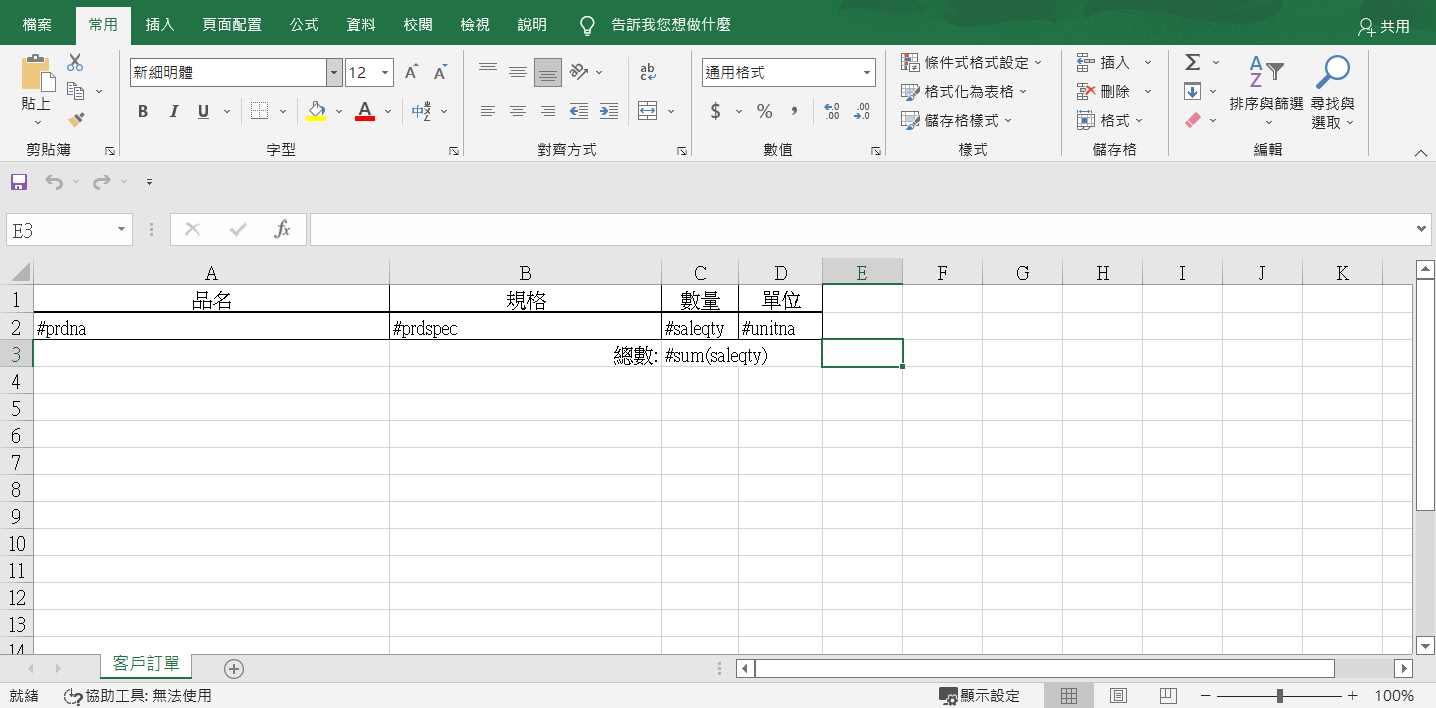 檔案 常用 插入 頁面配置 公式 資料 校閱 檢視 說明 告訴我您想做什麼 共用
新細明體 12 ab c 通用格式 條件式格式設定 插入 Σ A Z
貼上 A A 格式化為表格 刪除 排序與篩選 尋找與
B I U A 中 $ % , .0 .00 .00 .0 儲存格樣式 格式 選取
剪貼簿 字型 對齊方式 數值 樣式 儲存格 編輯
E3 fx
A B C D E F G H I J K
1 品名 規格 數量 單位
2 #prdna #prdspec #saleqty #unitna
3 總數: #sum(saleqty)
4
5
6
7
8
9
10
11
12
13
14
客戶訂單
就緒 協助工具: 無法使用 顯示設定 100%